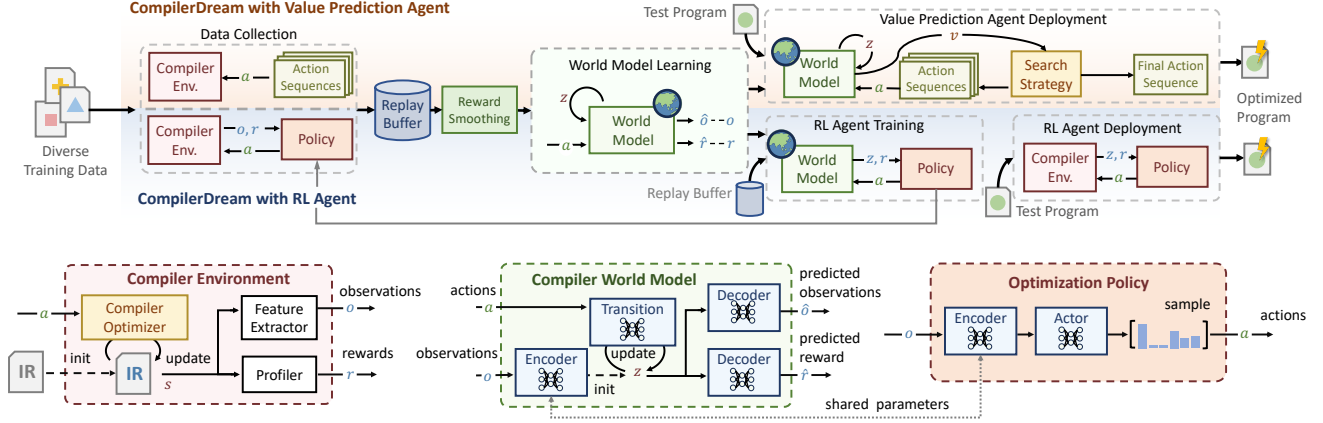 CompilerDream with Value Prediction Agent
Data Collection
Compiler
Env.
a
Action
Sequences
Compiler
Env.
o, r
a
Policy
Diverse
Training Data
CompilerDream with RL Agent
Replay
Buffer
Reward
Smoothing
World Model Learning
z
a
World
Model
ô -- o
r̂ -- r
Test Program
Value Prediction Agent Deployment
World
Model
z
v
a
Action
Sequences
Search
Strategy
Final Action
Sequence
Optimized
Program
Replay Buffer
RL Agent Training
World
Model
z, r
a
Policy
RL Agent Deployment
Compiler
Env.
z, r
a
Policy
Test Program
Compiler Environment
a
Compiler
Optimizer
init
update
IR
IR
s
Feature
Extractor
Profiler
observations
o
rewards
r
Compiler World Model
actions
a
observations
o
Transition
update
Encoder
init
z
Decoder
Decoder
predicted
observations
ô
predicted
reward
r̂
shared parameters
Optimization Policy
o
Encoder
Actor
sample
actions
a